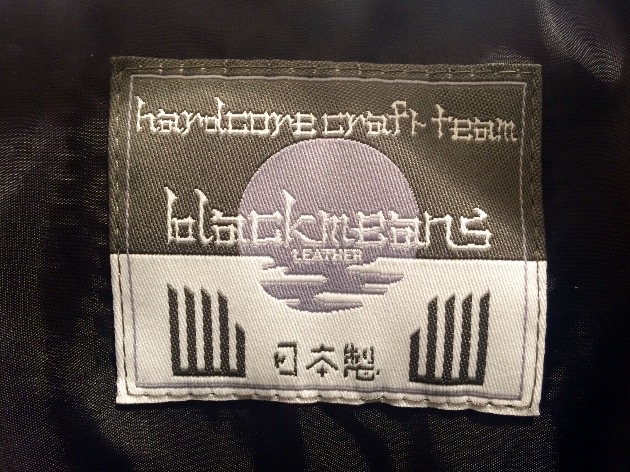 hardcore craft team
blackmeans
LEATHER
日本製